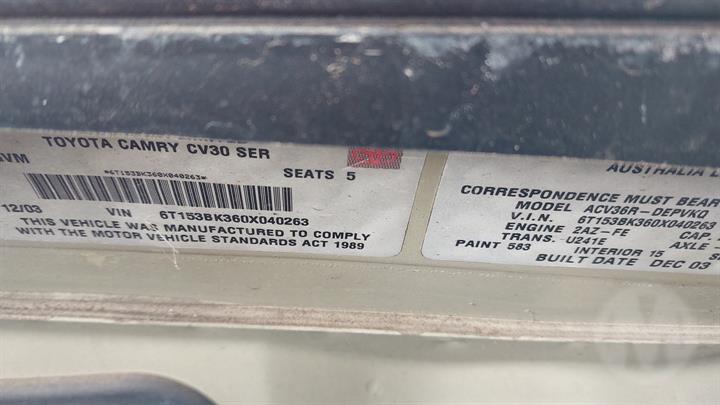 TOYOTA CAMRY CV30 SER
VM
SEATS 5
*6T153BK360X040263*
12/03 VIN 6T153BK360X040263
THIS VEHICLE WAS MANUFACTURED TO COMPLY
WITH THE MOTOR VEHICLE STANDARDS ACT 1989
AUSTRALIA L
CORRESPONDENCE MUST BEAR
MODEL ACV36R-DEPVKQ
V.I.N. 6T153BK360X040263
ENGINE 2AZ-FE CAP.
TRANS. U241E AXLE
PAINT 583 INTERIOR 15 S
BUILT DATE DEC 03